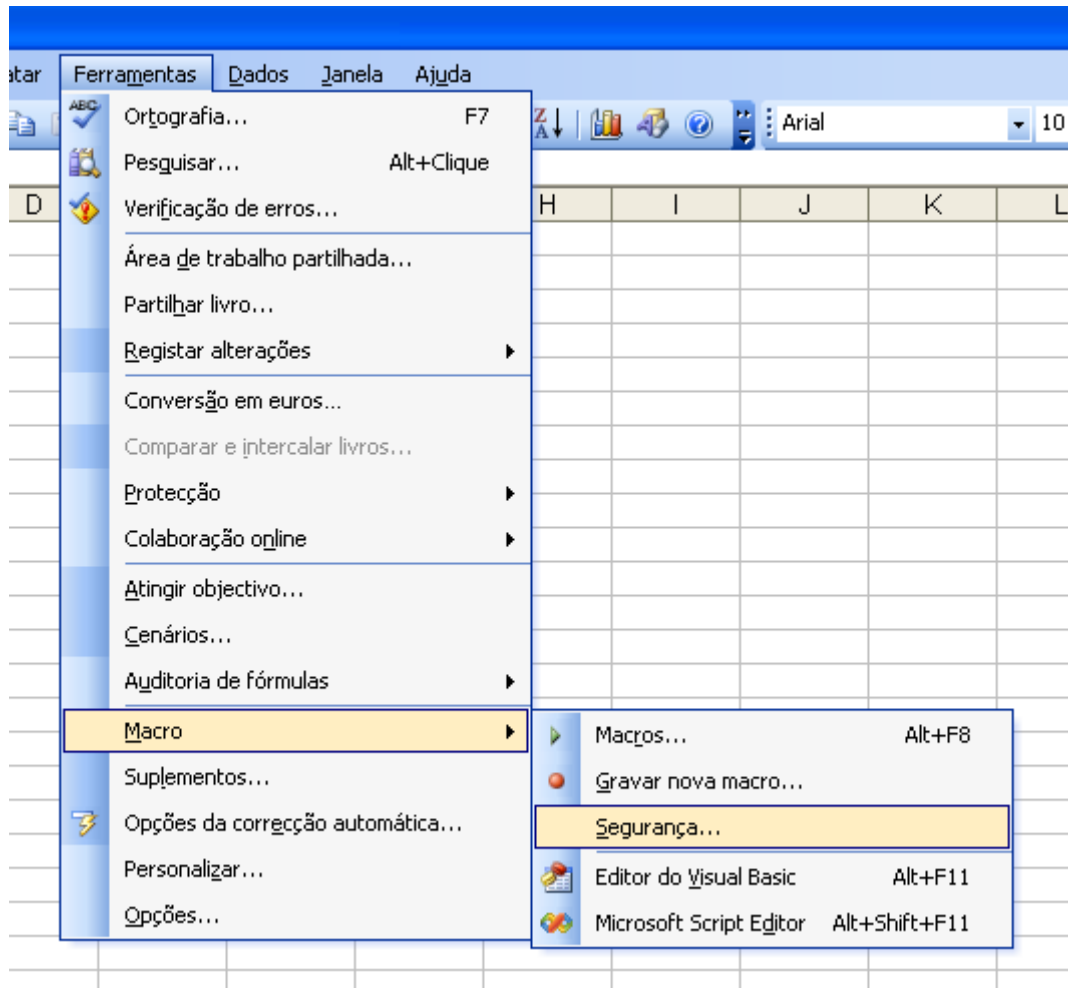 atar Ferramentas Dados Janela Ajuda
ABC Ortografia... F7
Z A Arial 10
Pesquisar... Alt+Clique
D H I J K L
Verificação de erros...
Área de trabalho partilhada...
Partilhar livro...
Registar alterações
Conversão em euros...
Comparar e intercalar livros...
Protecção
Colaboração online
Atingir objectivo...
Cenários...
Auditoria de fórmulas
Macro
Suplementos...
Opções da correcção automática...
Personalizar...
Opções...
Macros... Alt+F8
Gravar nova macro...
Segurança...
Editor do Visual Basic Alt+F11
Microsoft Script Editor Alt+Shift+F11